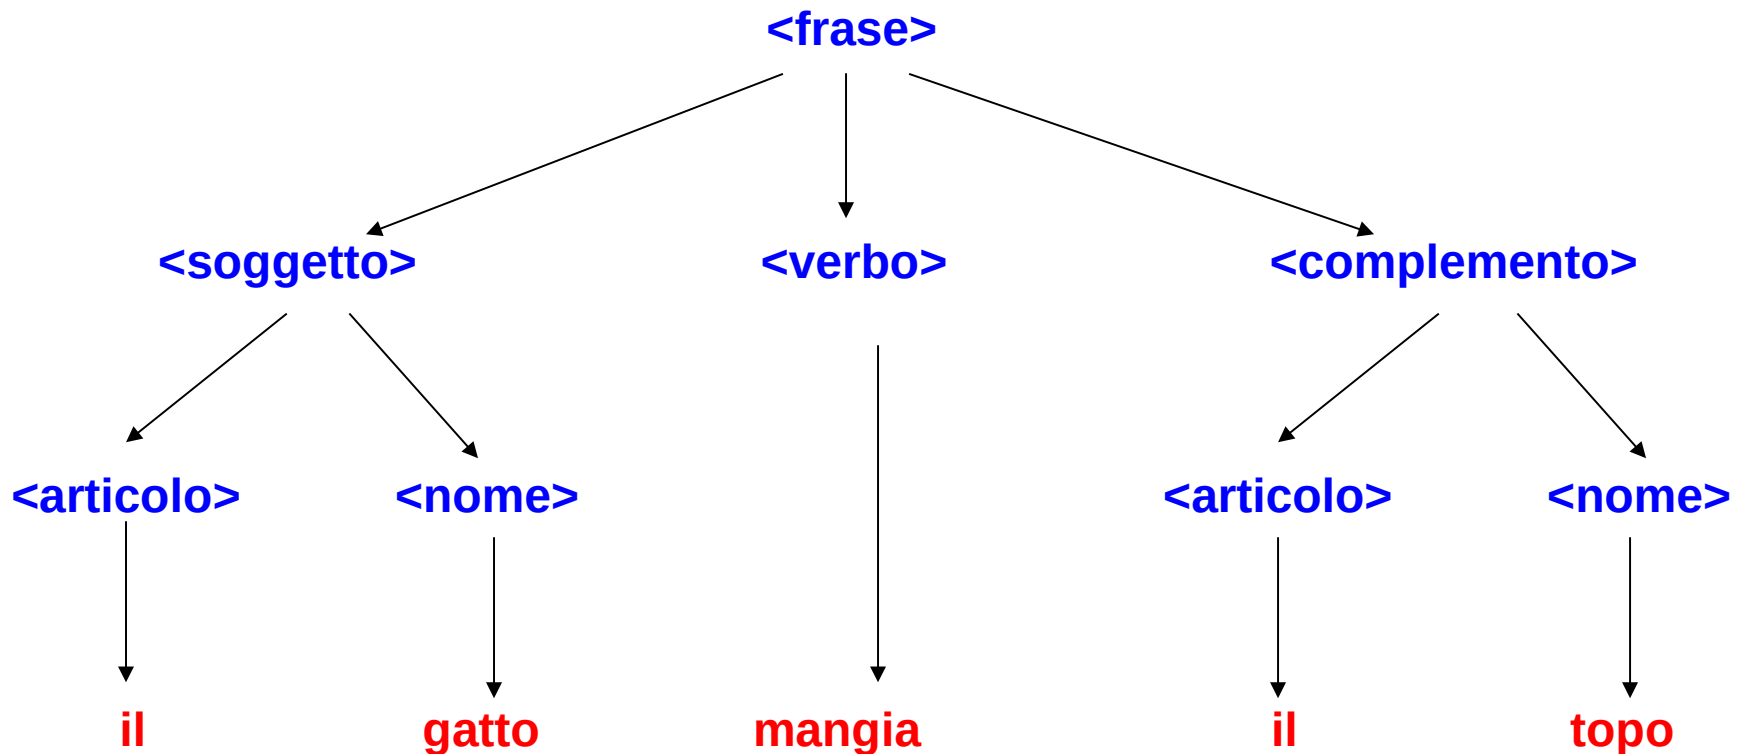 <frase>
<soggetto> <verbo> <complemento>
<articolo> <nome> <articolo> <nome>
il gatto mangia il topo